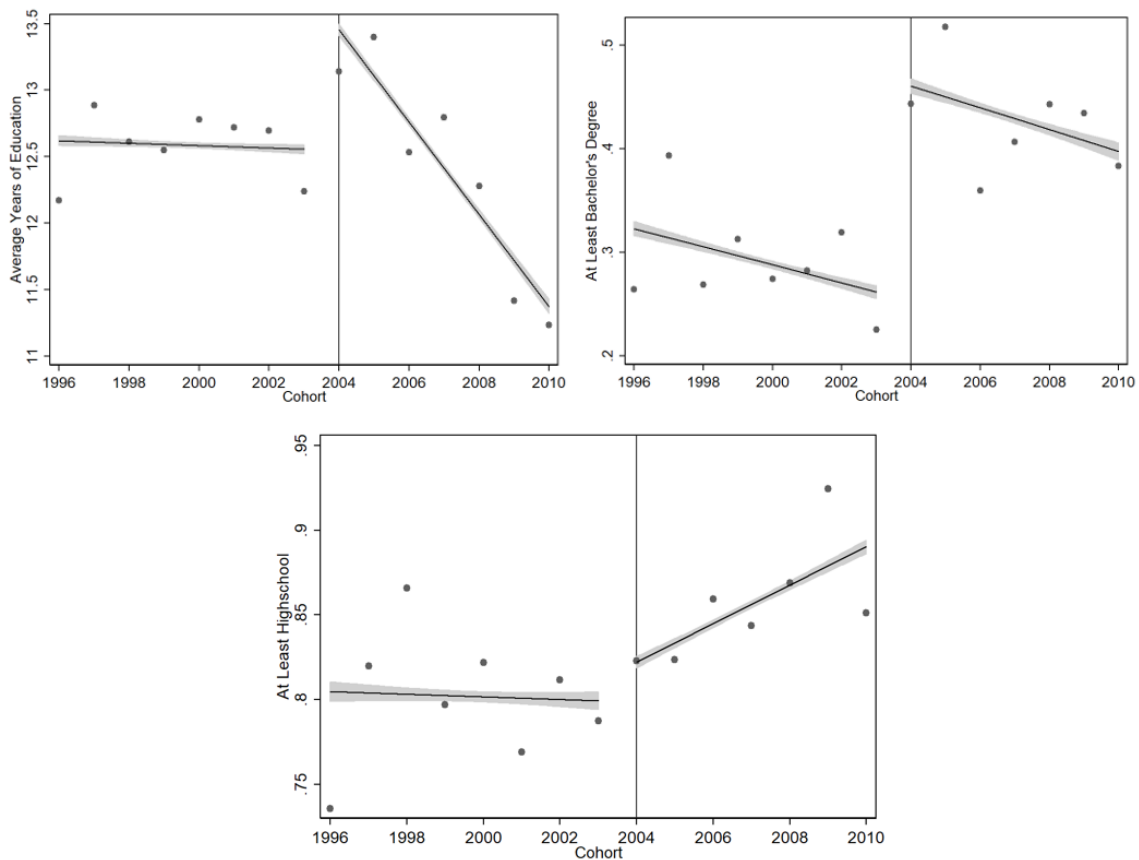 Average Years of Education
13.5
13
12.5
12
11.5
11
1996 1998 2000 2002 2004 2006 2008 2010
Cohort
At Least Bachelor's Degree
.5
.4
.3
.2
1996 1998 2000 2002 2004 2006 2008 2010
Cohort
At Least Highschool
.95
.9
.85
.8
.75
1996 1998 2000 2002 2004 2006 2008 2010
Cohort